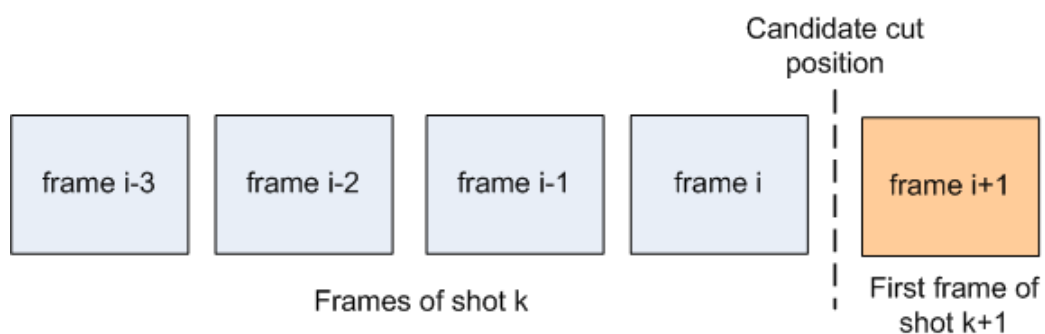 Candidate cut
position
frame i-3
frame i-2
frame i-1
frame i
frame i+1
Frames of shot k
First frame of
shot k+1